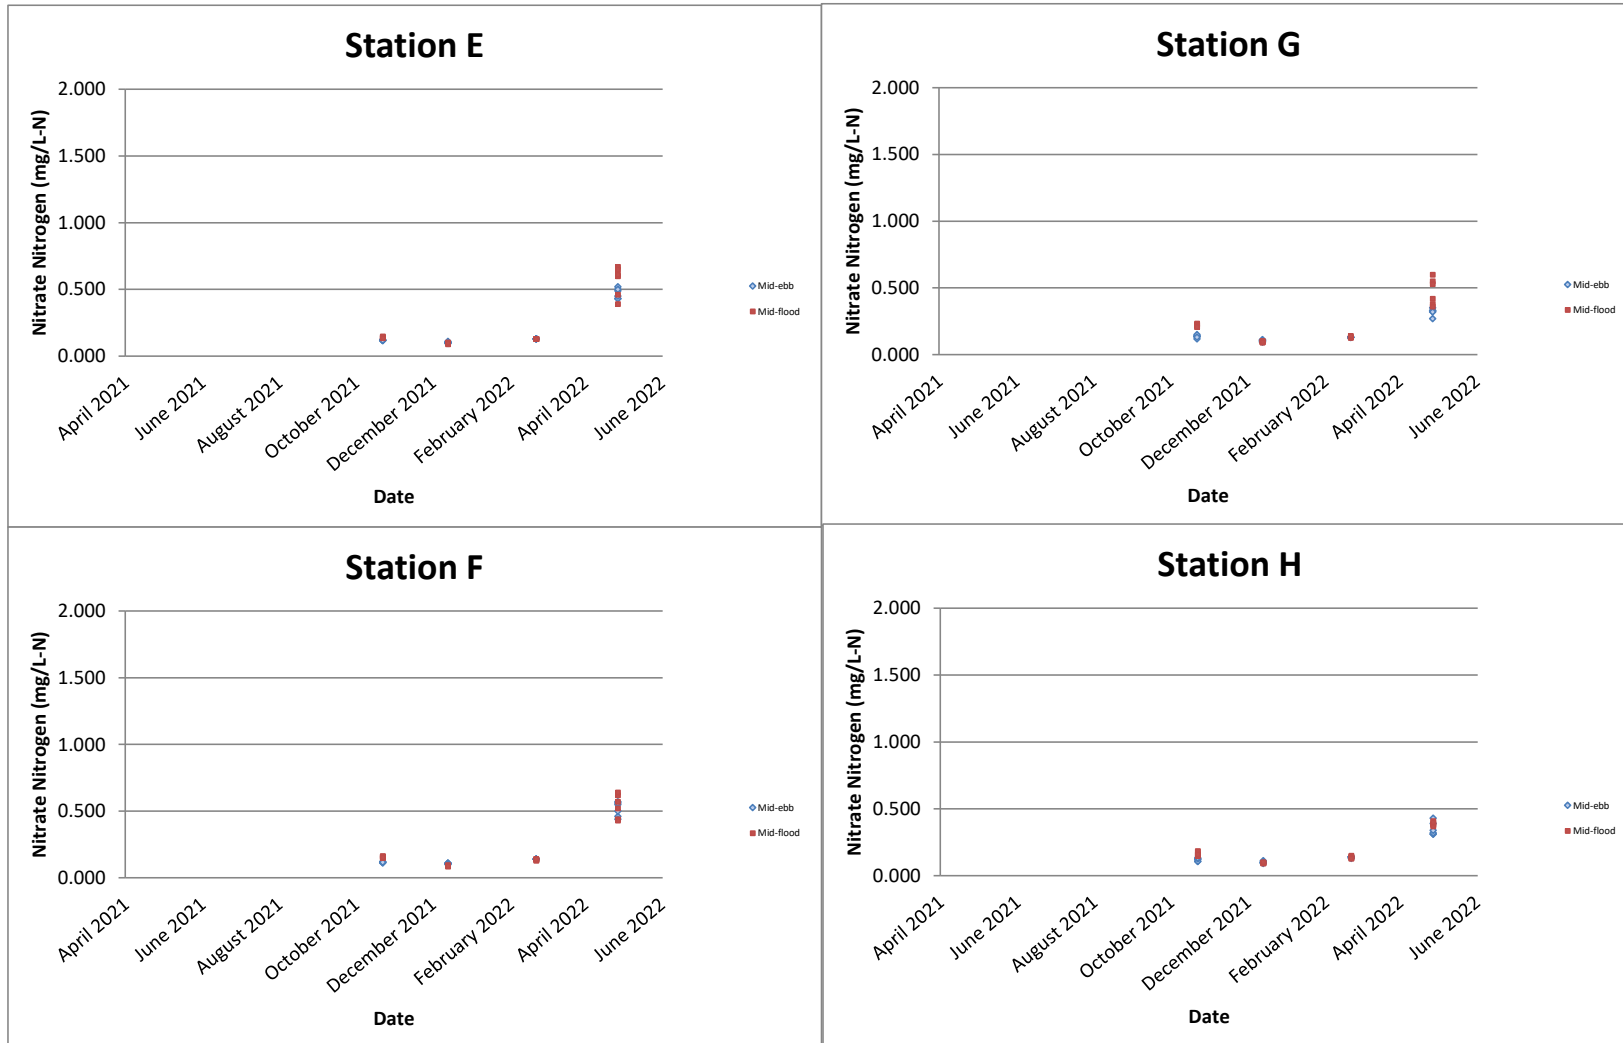 Station E
Nitrate Nitrogen (mg/L-N)
2.000
1.500
1.000
0.500
0.000
April 2021
June 2021
August 2021
October 2021
December 2021
February 2022
April 2022
June 2022
Date
Mid-ebb
Mid-flood
Station G
Nitrate Nitrogen (mg/L-N)
2.000
1.500
1.000
0.500
0.000
April 2021
June 2021
August 2021
October 2021
December 2021
February 2022
April 2022
June 2022
Date
Mid-ebb
Mid-flood
Station F
Nitrate Nitrogen (mg/L-N)
2.000
1.500
1.000
0.500
0.000
April 2021
June 2021
August 2021
October 2021
December 2021
February 2022
April 2022
June 2022
Date
Mid-ebb
Mid-flood
Station H
Nitrate Nitrogen (mg/L-N)
2.000
1.500
1.000
0.500
0.000
April 2021
June 2021
August 2021
October 2021
December 2021
February 2022
April 2022
June 2022
Date
Mid-ebb
Mid-flood